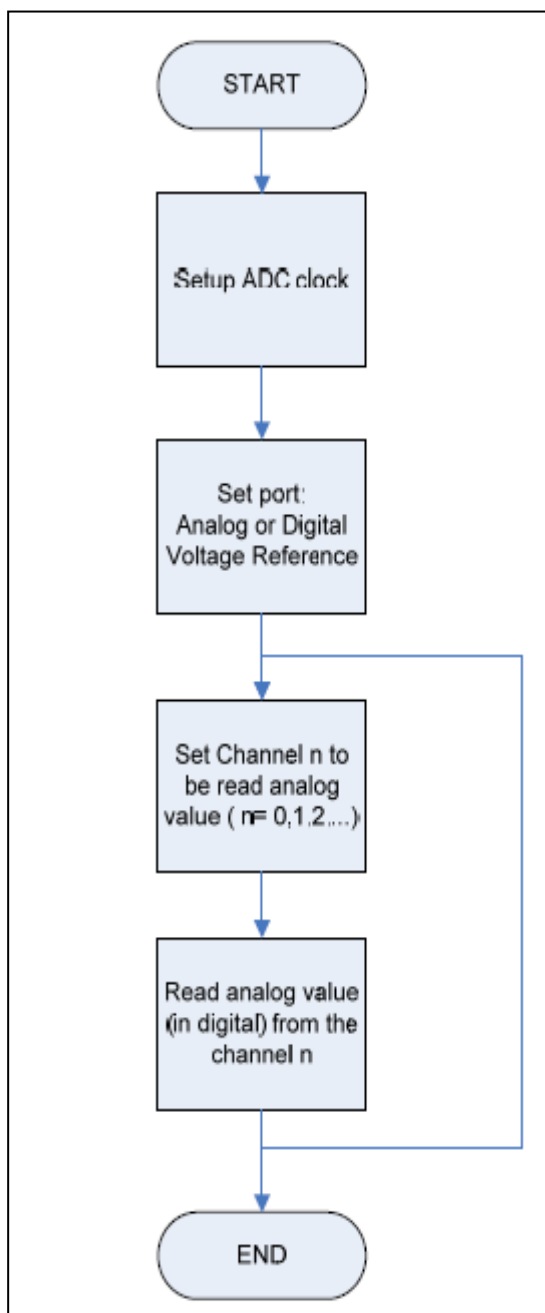 START
Setup ADC clock
Set port:
Analog or Digital
Voltage Reference
Set Channel n to
be read analog
value ( n= 0,1,2,...)
Read analog value
(in digital) from the
channel n
END